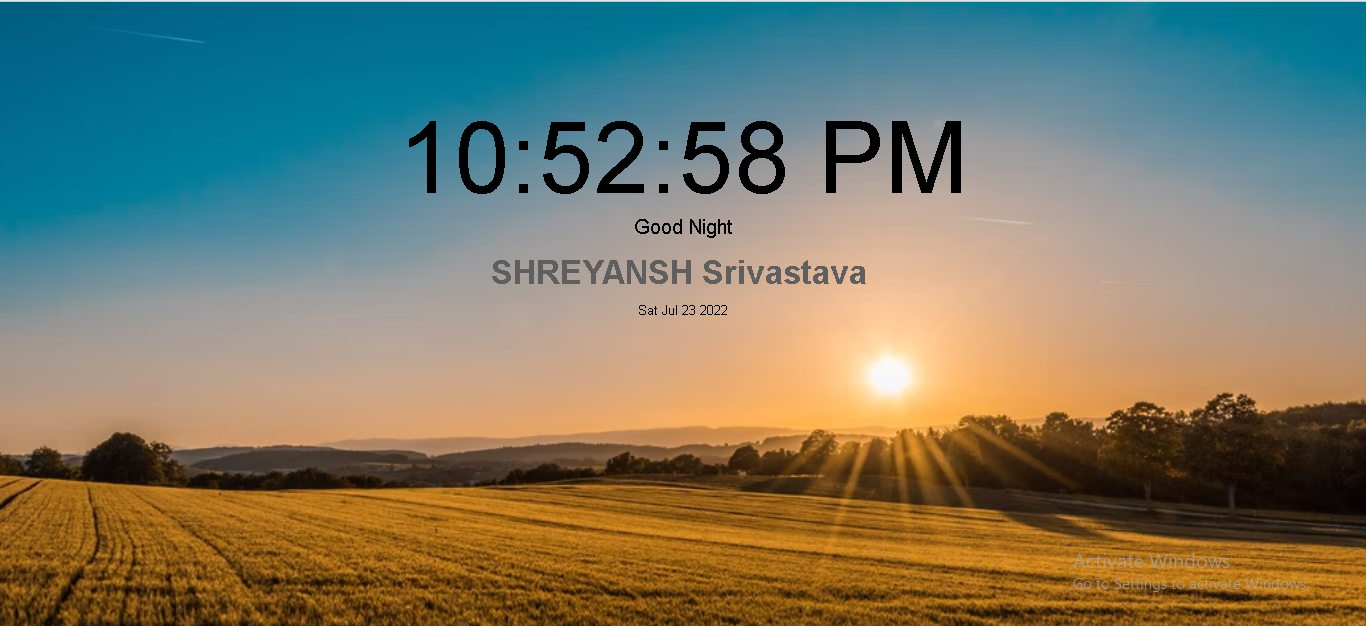 10:52:58 PM
Good Night
SHREYANSH Srivastava
Sat Jul 23 2022
Activate Windows
Go to Settings to activate Windows.